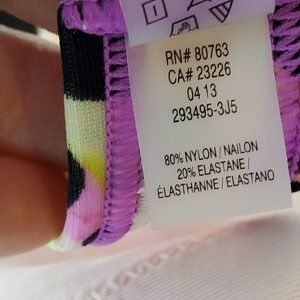 RN# 80763
CA# 23226
04 13
293495-3J5
80% NYLON / NAILON
20% ELASTANE /
ÉLASTHANNE / ELASTANO